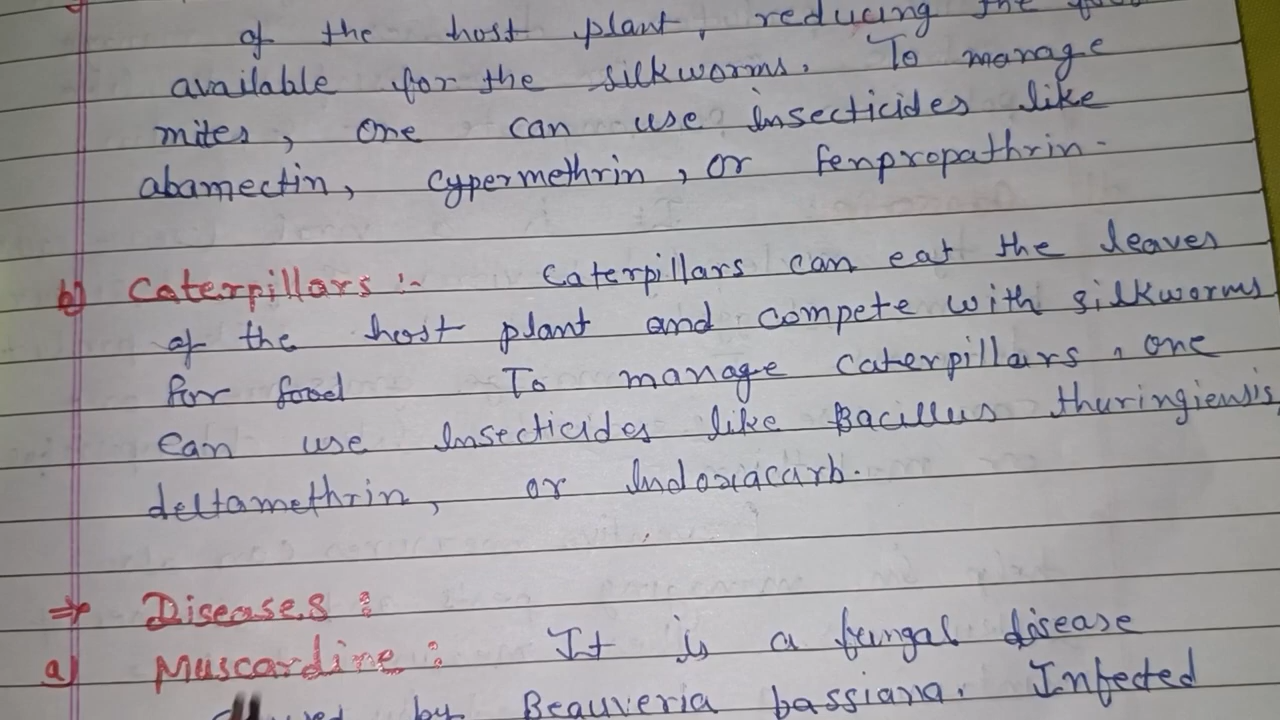 of the host plant, reducing the
available for the silkworms. To manage
mites, one can use insecticides like
abamectin, cypermethrin, or fenpropathrin.
b) Caterpillars :- Caterpillars can eat the leaves
of the host plant and compete with silkworms
for food To manage caterpillars, one
can use insecticides like Bacillus thuringiensis,
deltamethrin, or Indoxacarb.
⇒ Diseases :
a) Muscardine : It is a fungal disease
by Beauveria bassiana. Infected